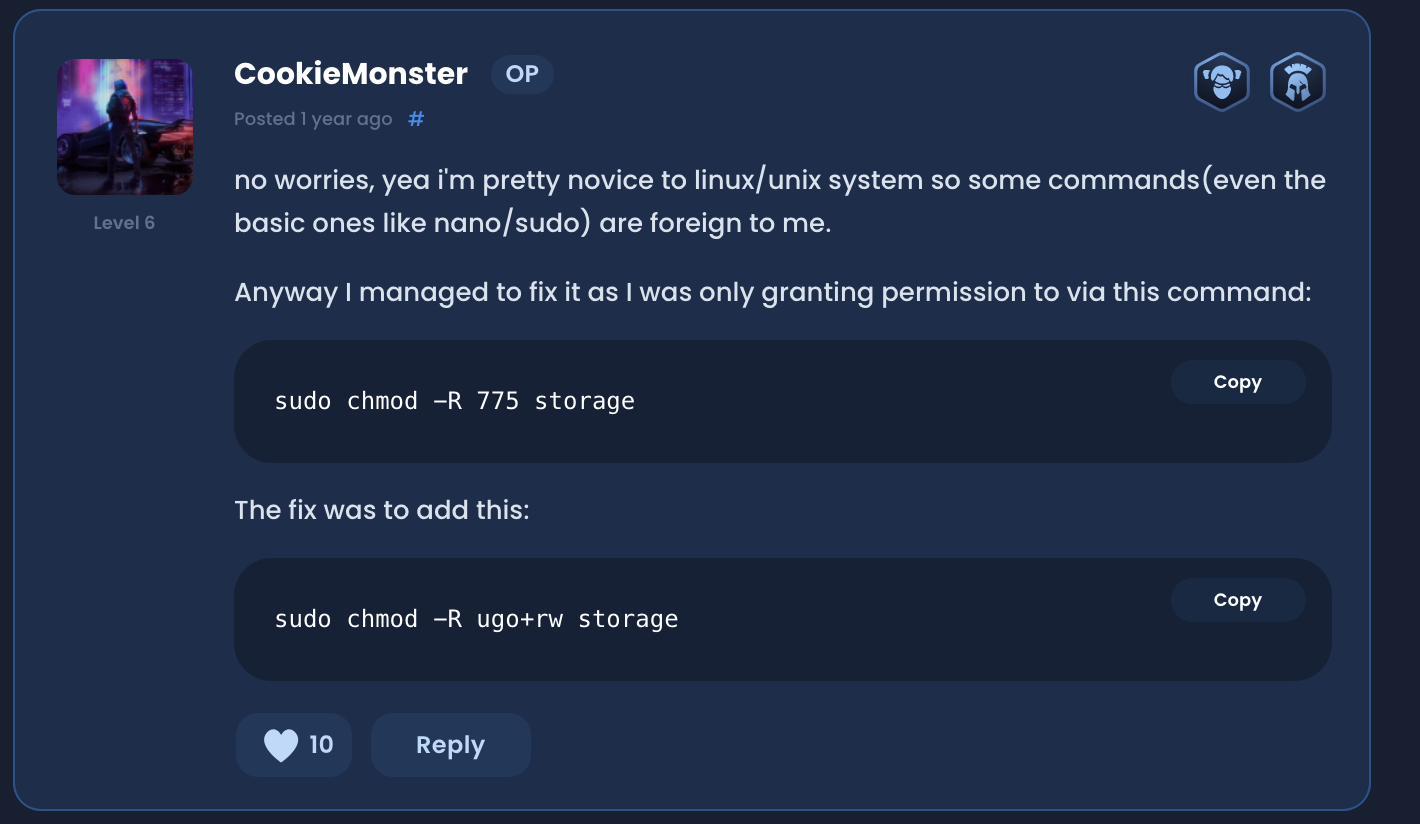 CookieMonster OP
Posted 1 year ago #
Level 6
no worries, yea i'm pretty novice to linux/unix system so some commands(even the
basic ones like nano/sudo) are foreign to me.
Anyway I managed to fix it as I was only granting permission to via this command:
Copy
sudo chmod -R 775 storage
The fix was to add this:
Copy
sudo chmod -R ugo+rw storage
10 Reply